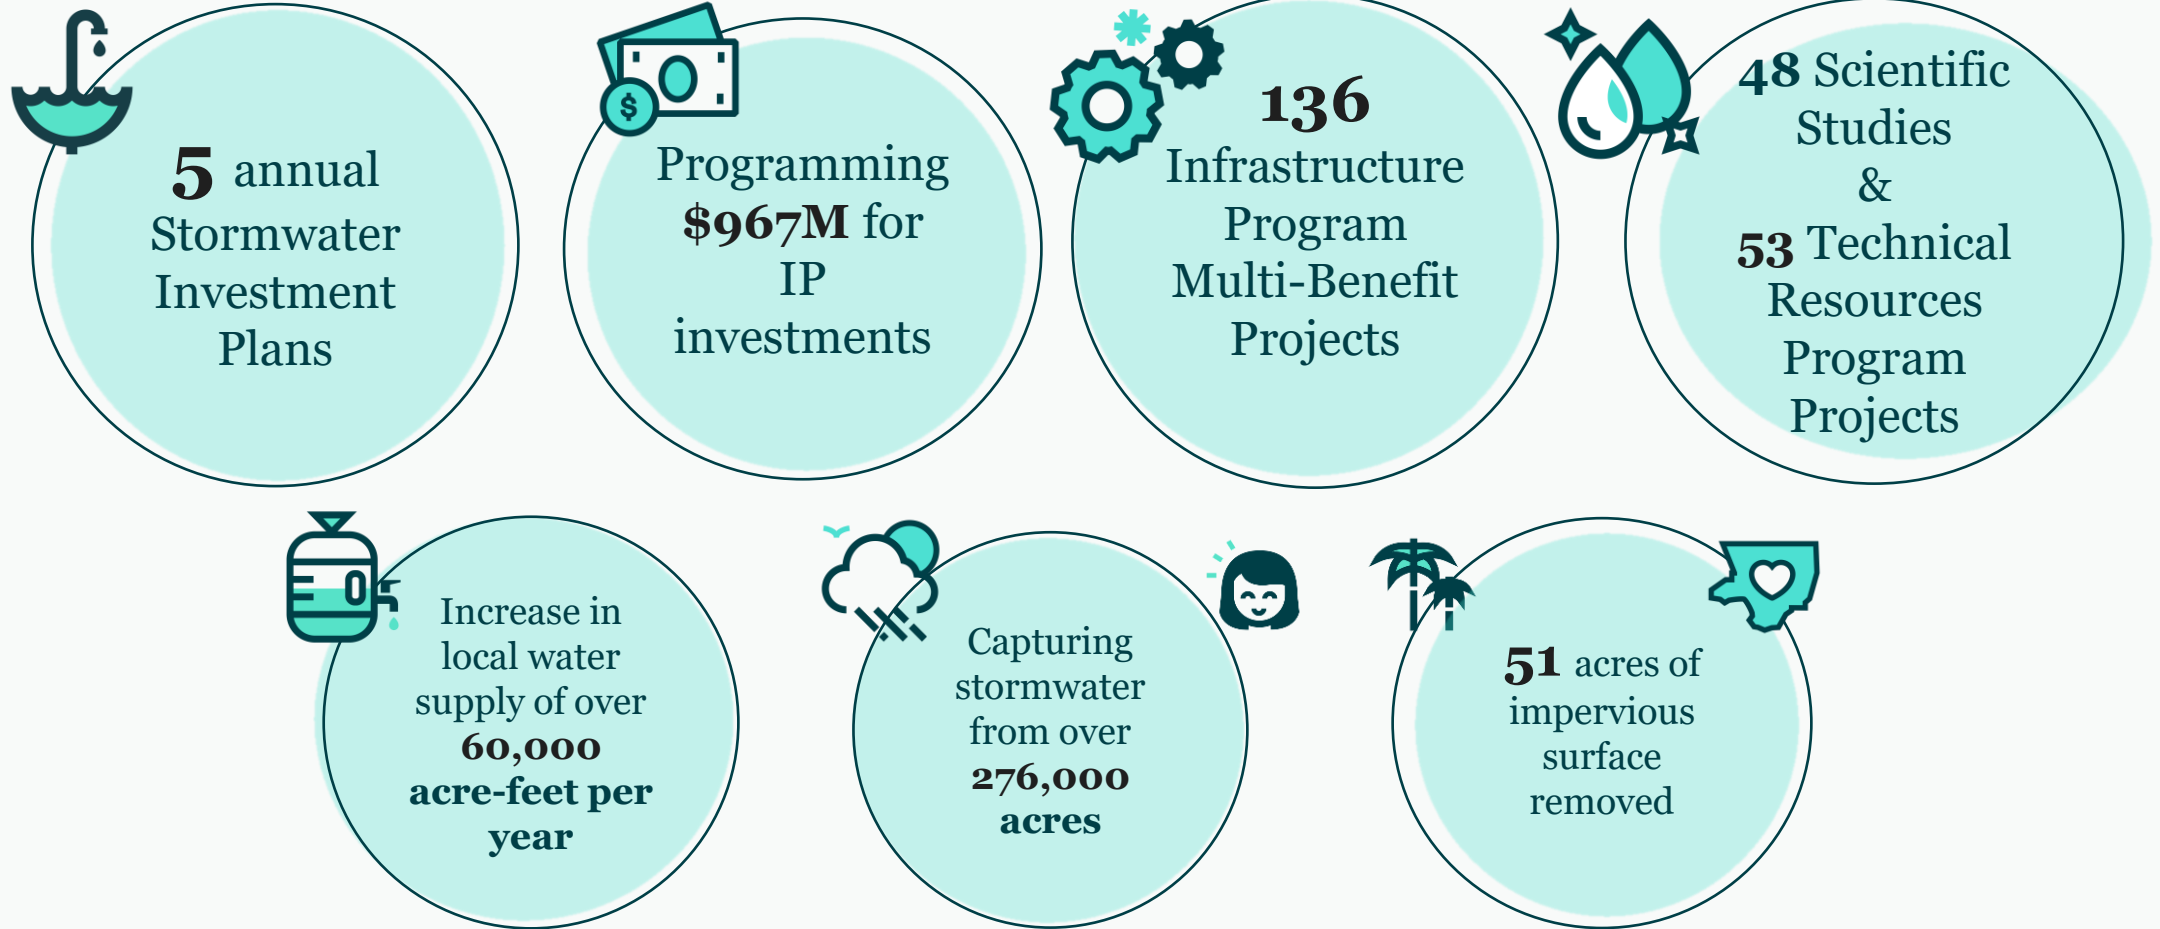 5 annual
Stormwater
Investment
Plans
Programming
$967M for
IP
investments
136
Infrastructure
Program
Multi-Benefit
Projects
48 Scientific
Studies
&
53 Technical
Resources
Program
Projects
Increase in
local water
supply of over
60,000
acre-feet per
year
Capturing
stormwater
from over
276,000
acres
51 acres of
impervious
surface
removed